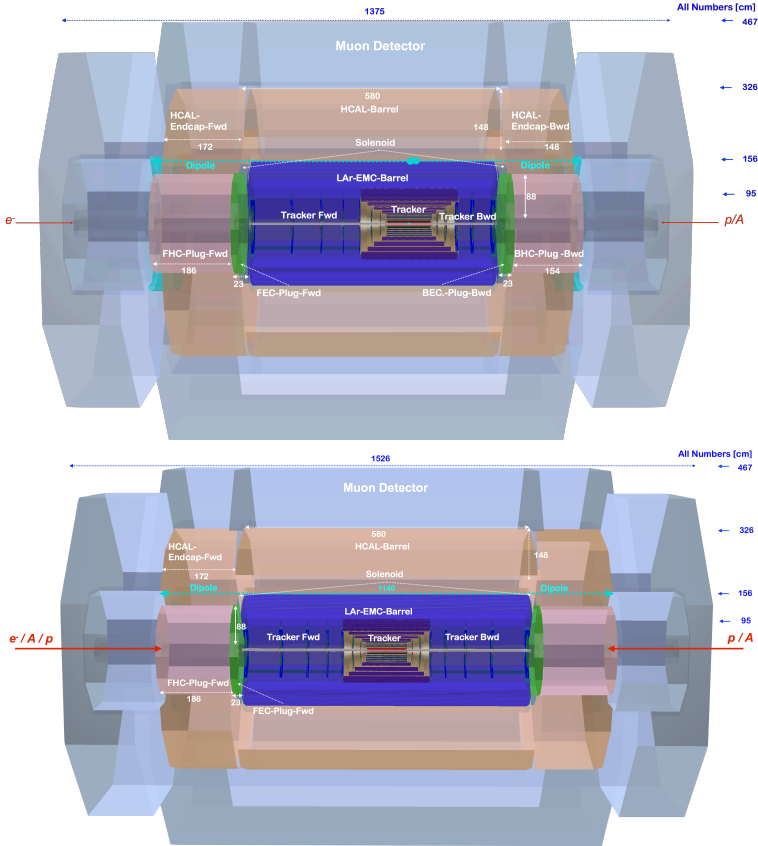 All Numbers [cm]
1375
467
Muon Detector
326
580
HCAL-Barrel
HCAL-
Endcap-Fwd
HCAL-
Endcap-Bwd
148
172
148
Solenoid
156
Dipole
Dipole
LAr-EMC-Barrel
88
95
Tracker Fwd
Tracker
Tracker Bwd
e-
p/A
FHC-Plug-Fwd
BHC-Plug -Bwd
186
154
23
23
FEC-Plug-Fwd
BEC.-Plug-Bwd
All Numbers [cm]
1526
467
Muon Detector
326
580
HCAL-Barrel
HCAL-
Endcap-Fwd
148
172
Solenoid
Dipole
1140
Dipole
156
LAr-EMC-Barrel
88
95
Tracker Fwd
Tracker
Tracker Bwd
e-/ A / p
p / A
FHC-Plug-Fwd
186
23
FEC-Plug-Fwd